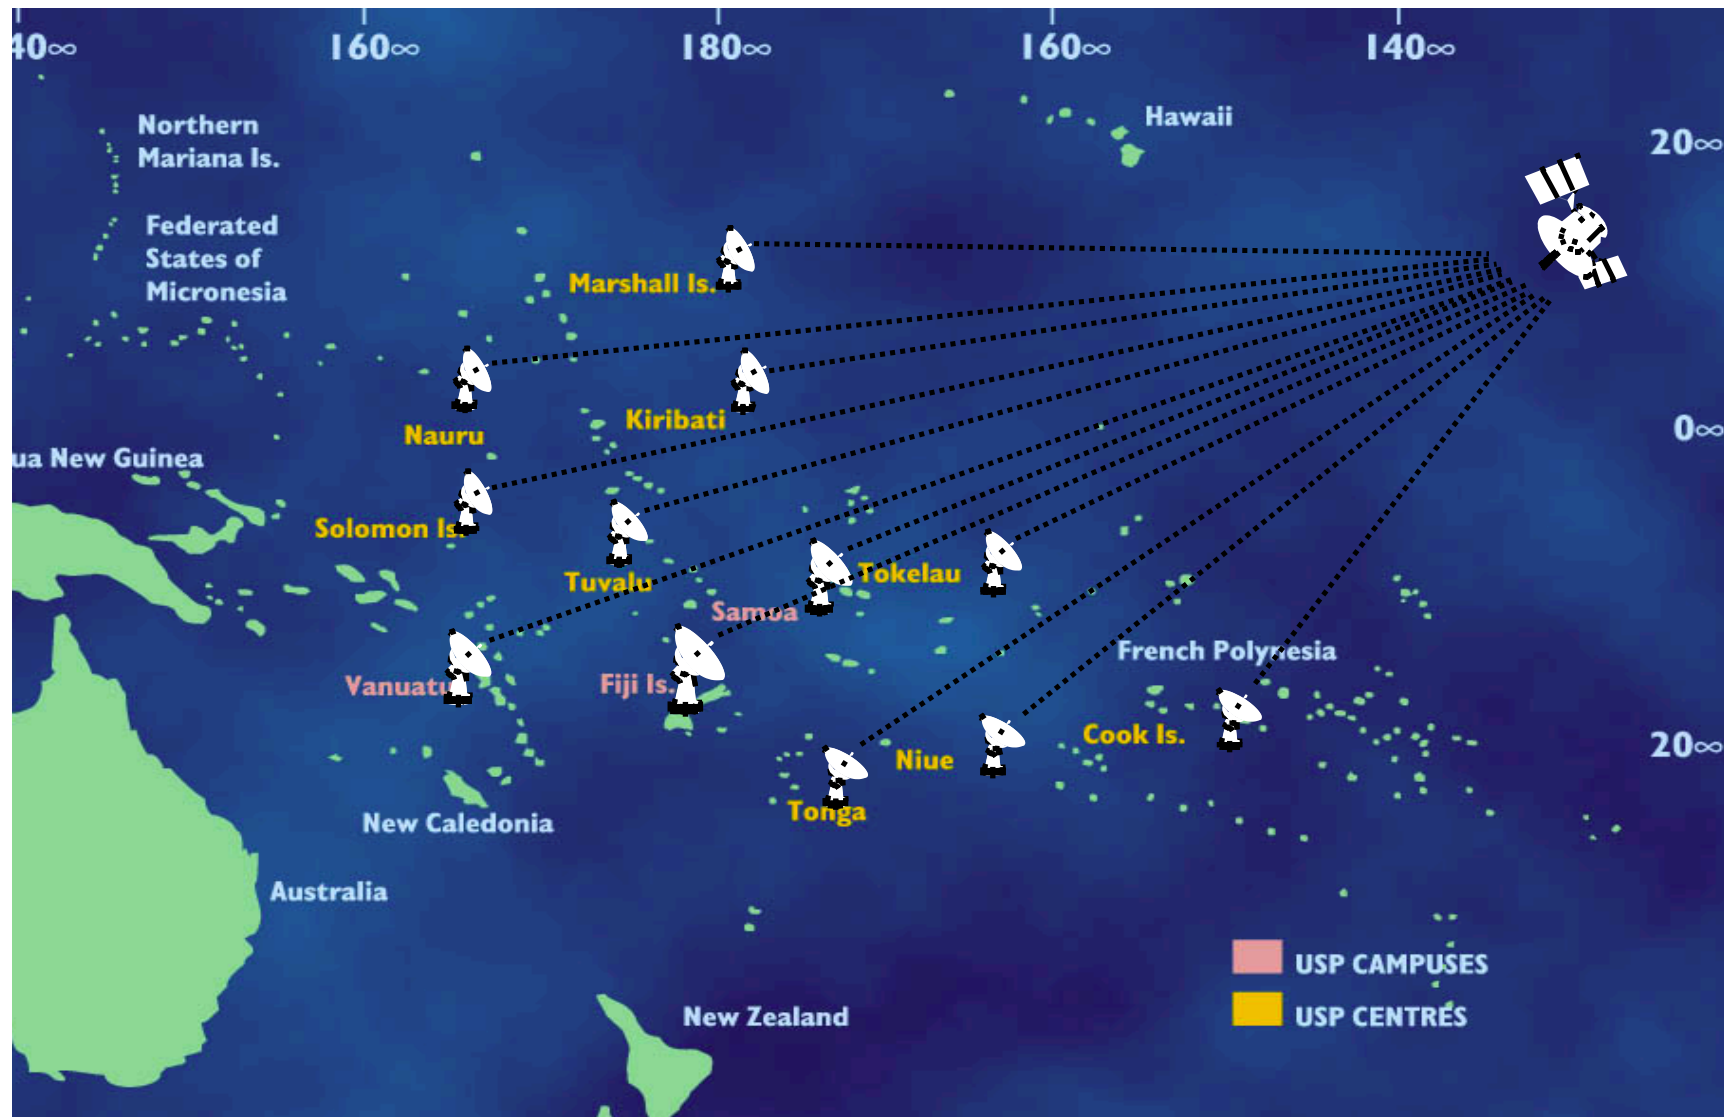 40∞
160∞
180∞
160∞
140∞
Hawaii
20∞
Northern
Mariana Is.
Federated
States of
Micronesia
Marshall Is.
Nauru
Kiribati
0∞
ua New Guinea
Solomon Is.
Tuvalu
Tokelau
Samoa
Vanuatu
Fiji Is.
French Polynesia
Cook Is.
20∞
Niue
Tonga
New Caledonia
Australia
USP CAMPUSES
USP CENTRES
New Zealand